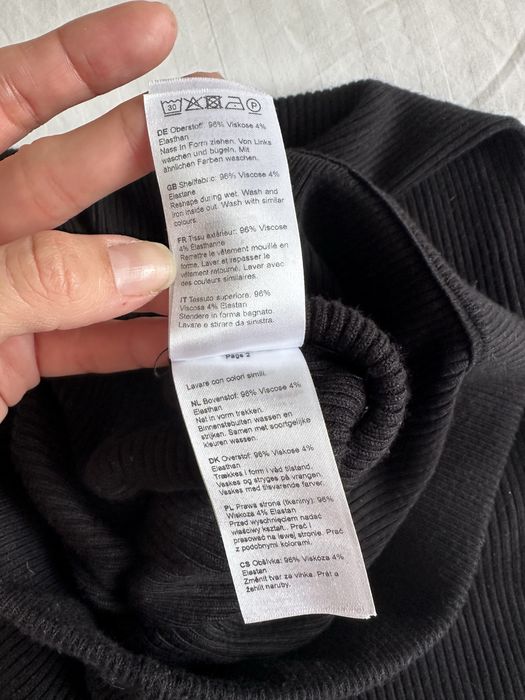 30 P
DE Oberstoff: 96% Viskose 4%
Elasthan
Nass in Form ziehen. Von Links
waschen und bügeln. Mit
ähnlichen Farben waschen.
GB Shellfabric: 96% Viscose 4%
Elastane
Reshape during wet. Wash and
iron inside out. Wash with similar
colours.
FR Tissu extérieur: 96% Viscose
4% Élasthanne
Remettre le vêtement mouillé en
forme. Laver et repasser le
vêtement retourné. Laver avec
des couleurs similaires.
IT Tessuto superiore: 96%
Viscosa 4% Elastan
Stendere in forma bagnato.
Lavare e stirare da sinistra.
Page 2
Lavare con colori simili.
NL Bovenstof: 96% Viscose 4%
Elasthan
Nat in vorm trekken.
Binnenstebuiten wassen en
strijken. Samen met soortgelijke
kleuren wassen.
DK Overstof: 96% Viskose 4%
Elasthan
Trækkes i form i våd tilstand.
Vaskes og stryges på vrangen.
Vaskes med tilsvarende farver.
PL Prawa strona (tkaniny): 96%
Wiskoza 4% Elastan
Przed wyschnięciem nadać
właściwy kształt.. Prać i
prasować na lewej stronie. Prać
z podobnymi kolorami.
CS Obšívka: 96% Viskóza 4%
Elastan
Změnit tvar za vlhka. Prát a
žehlit naruby.